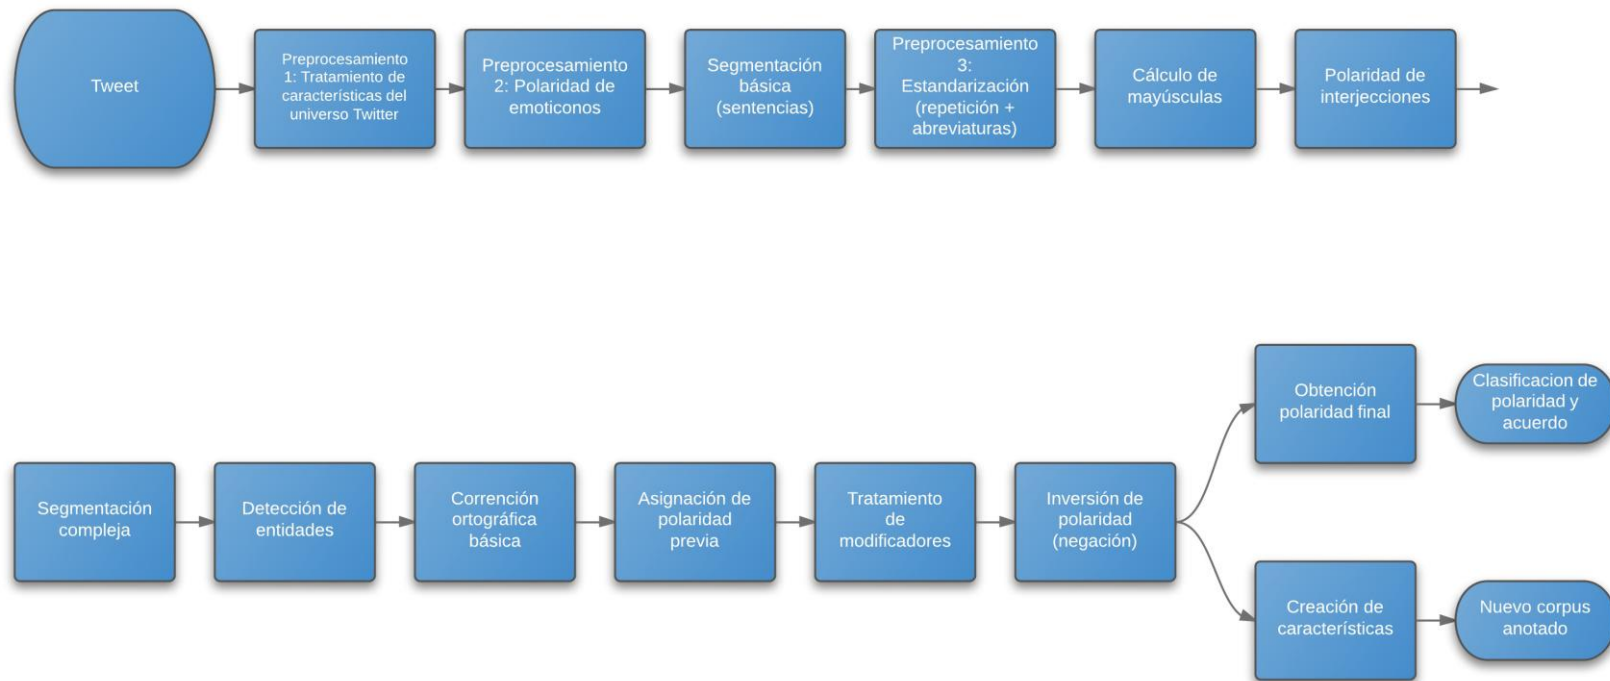 Tweet
Preprocesamiento
1: Tratamiento de
características del
universo Twitter
Preprocesamiento
2: Polaridad de
emoticonos
Segmentación
básica
(sentencias)
Preprocesamiento
3:
Estandarización
(repetición +
abreviaturas)
Cálculo de
mayúsculas
Polaridad de
interjecciones
Segmentación
compleja
Detección de
entidades
Corrención
ortográfica
básica
Asignación de
polaridad
previa
Tratamiento
de
modificadores
Inversión de
polaridad
(negación)
Obtención
polaridad final
Clasificacion de
polaridad y
acuerdo
Creación de
características
Nuevo corpus
anotado